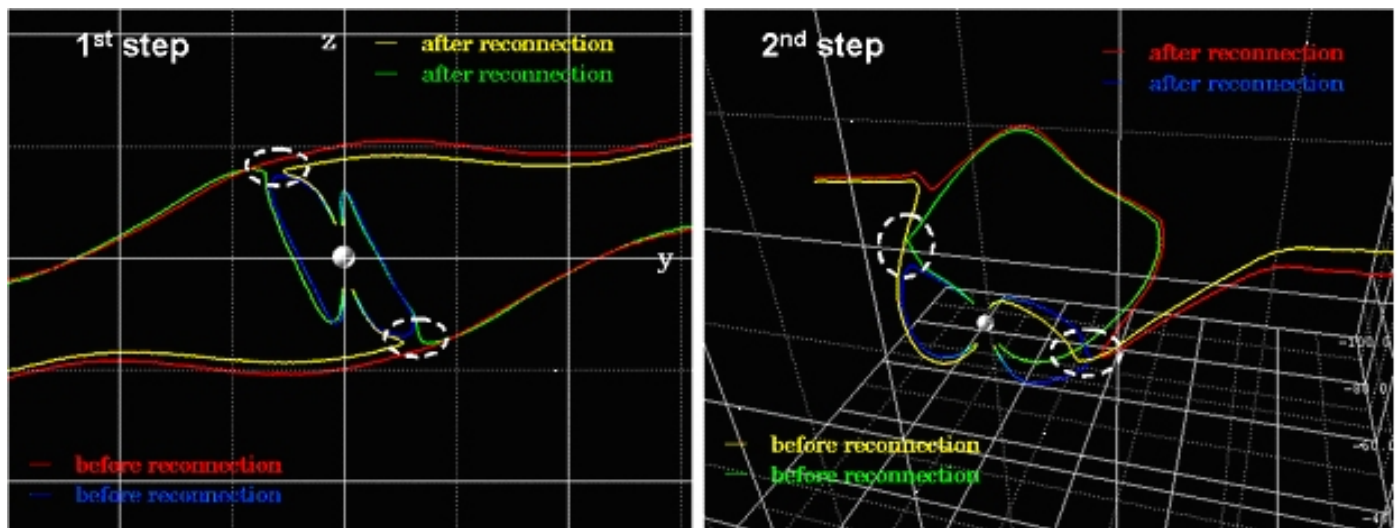 1st step
z
after reconnection
after reconnection
y
before reconnection
before reconnection
2nd step
after reconnection
after reconnection
before reconnection
before reconnection